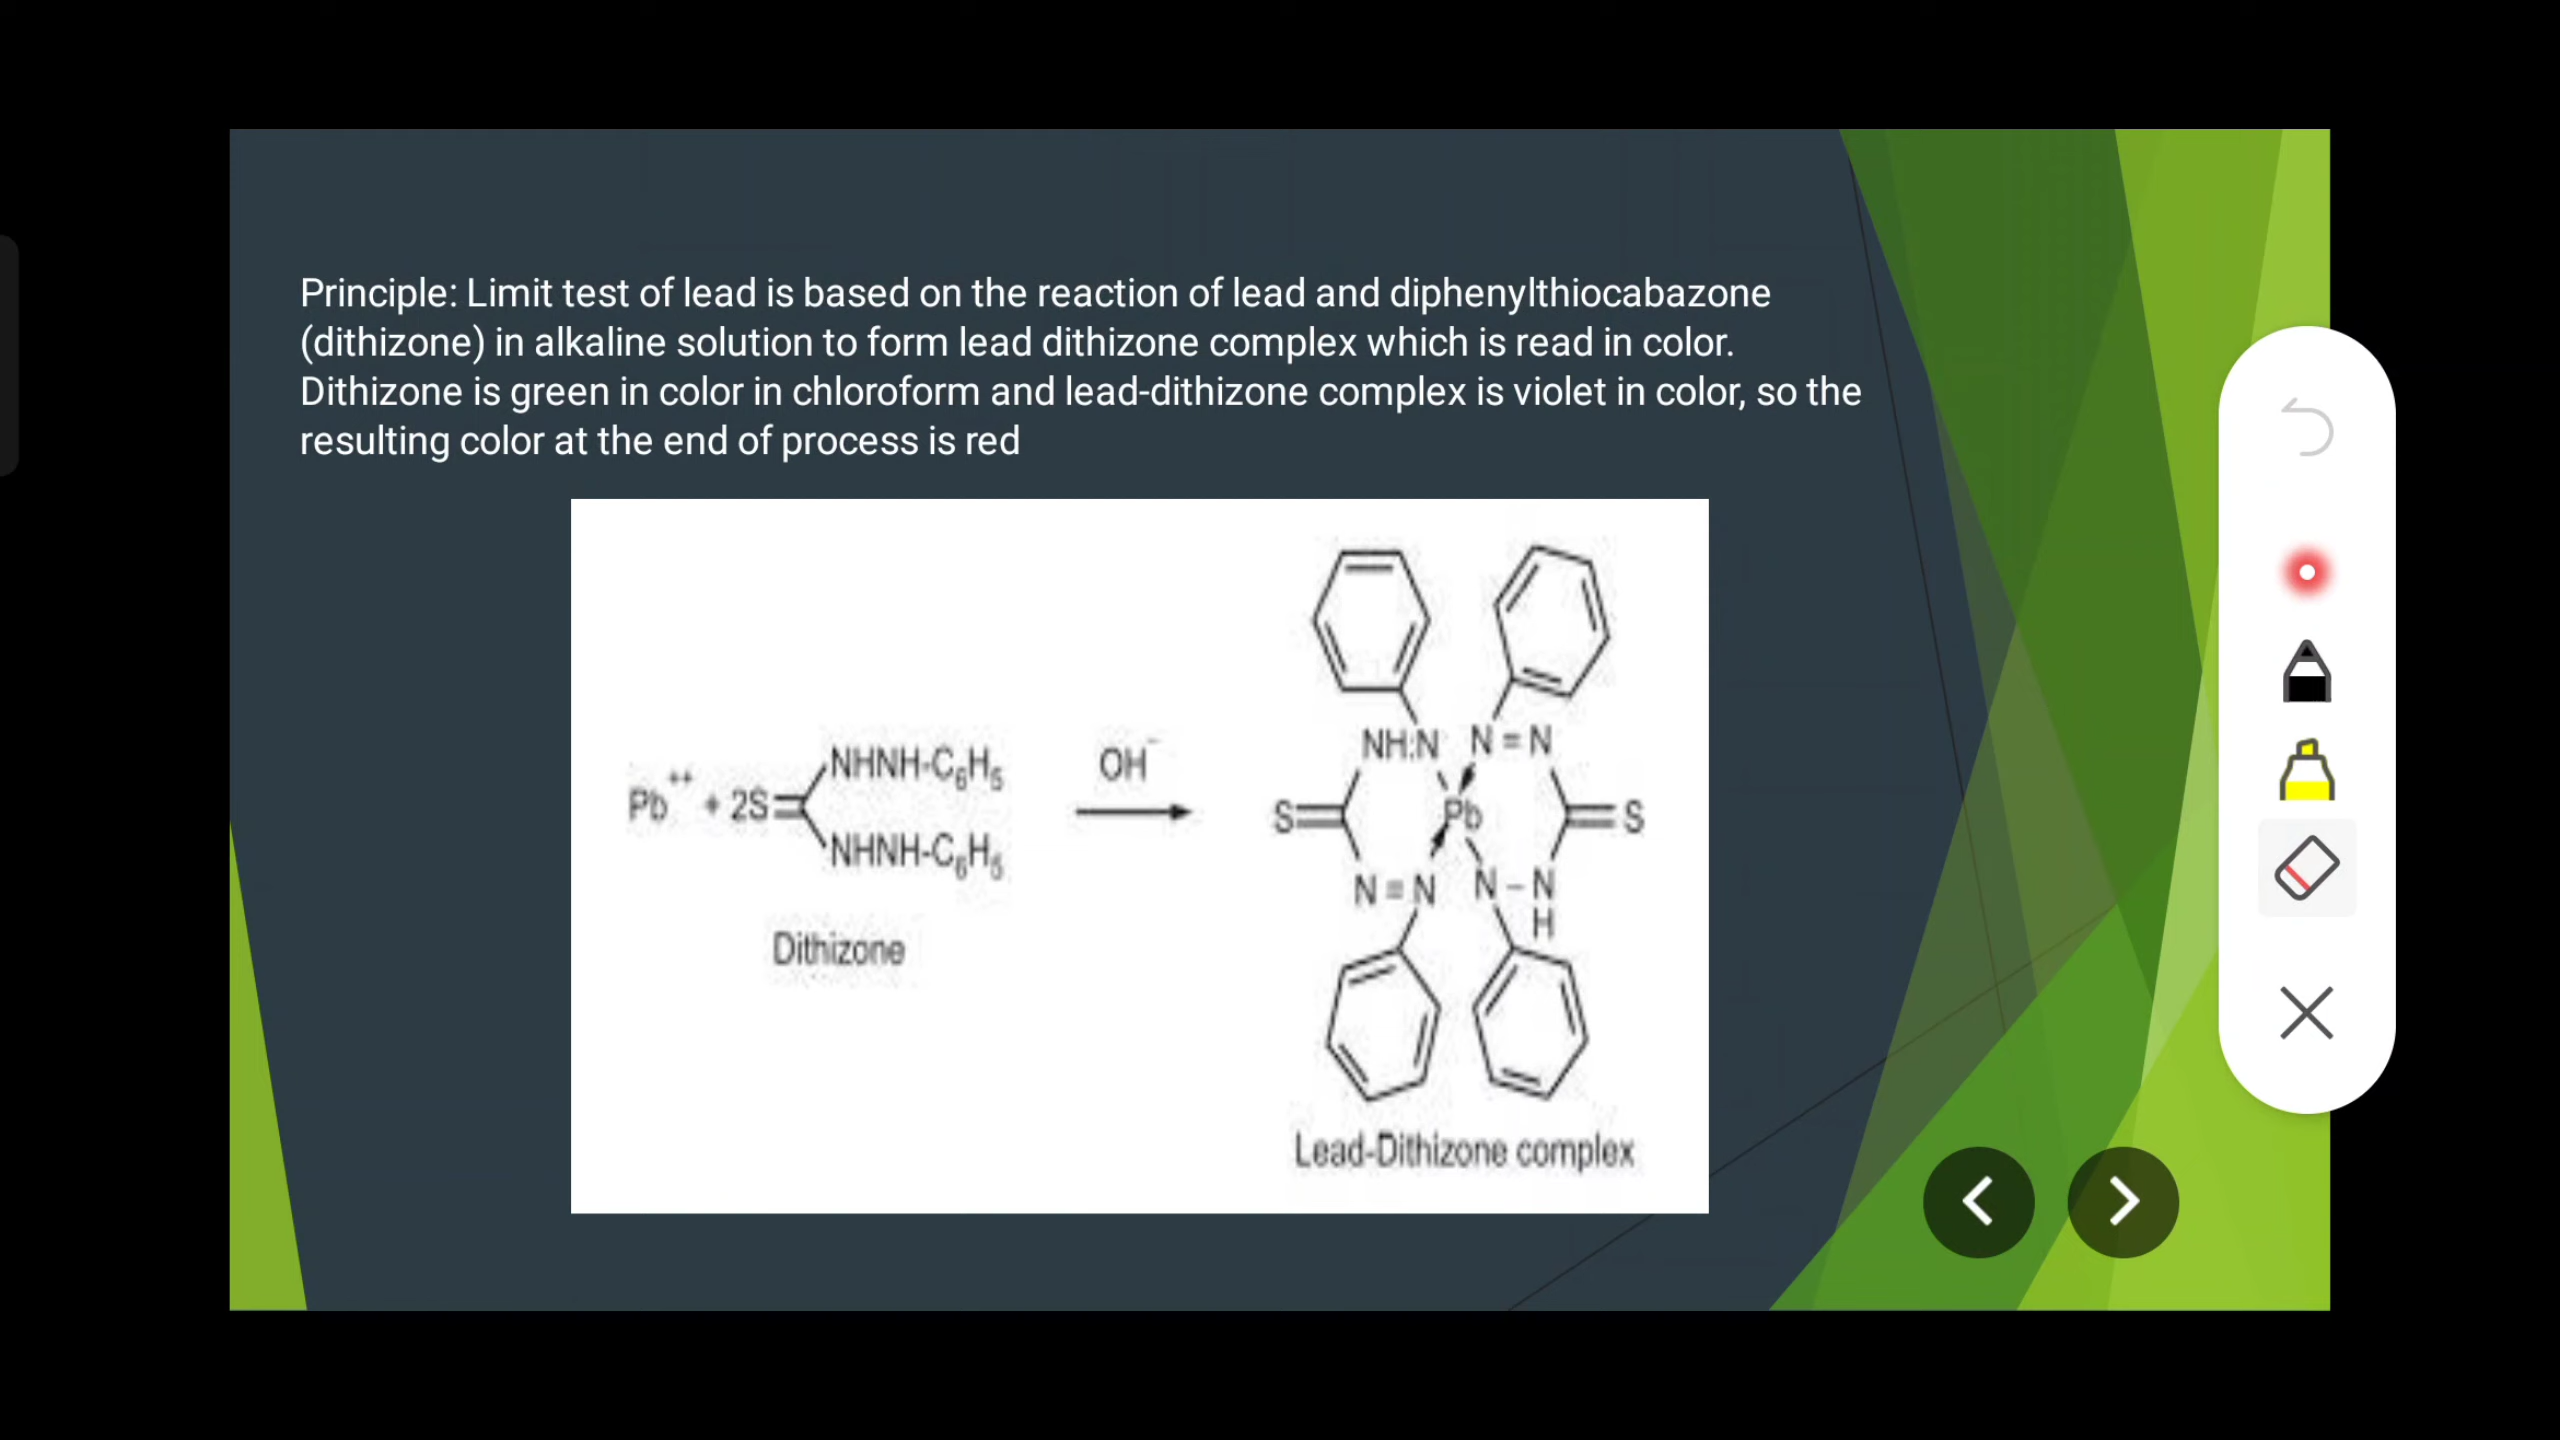 Principle: Limit test of lead is based on the reaction of lead and diphenylthiocabazone
(dithizone) in alkaline solution to form lead dithizone complex which is read in color.
Dithizone is green in color in chloroform and lead-dithizone complex is violet in color, so the
resulting color at the end of process is red
NHNH-C6H5
Pb++ + 2S
NHNH-C6H5
Dithizone
OH-
NH:N N=N
S Pb S
N=N N-N
H
Lead-Dithizone complex